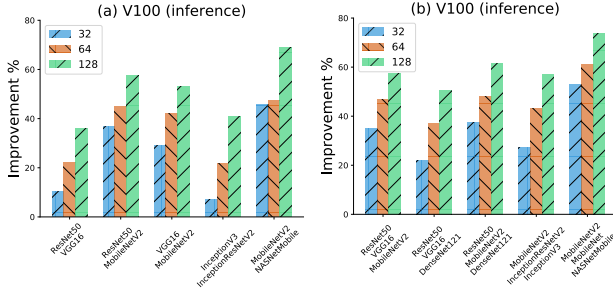 (a) V100 (inference)
32
64
128
Improvement %
80
60
40
20
0
ResNet50
VGG16
ResNet50
MobileNetV2
VGG16
MobileNetV2
InceptionV3
InceptionResNetV2
MobileNetV2
NASNetMobile
(b) V100 (inference)
32
64
128
Improvement %
80
60
40
20
0
ResNet50
VGG16
MobileNetV2
ResNet50
VGG16
DenseNet121
ResNet50
MobileNetV2
DenseNet121
MobileNetV2
InceptionResNetV2
InceptionV3
MobileNetV2
MobileNet
NASNetMobile